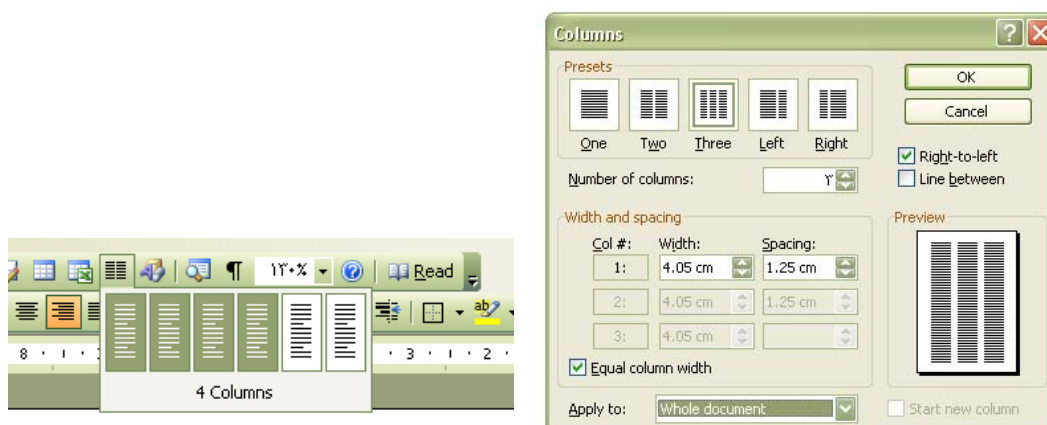 ۱۳۰% Read
8 · ı · 3 · ı · 2 ·
4 Columns
Columns
Presets
One Two Three Left Right
OK
Cancel
Right-to-left
Line between
Number of columns: ۳
Width and spacing
Col #: Width: Spacing:
1: 4.05 cm 1.25 cm
2: 4.05 cm 1.25 cm
3: 4.05 cm
Equal column width
Preview
Apply to: Whole document
Start new column